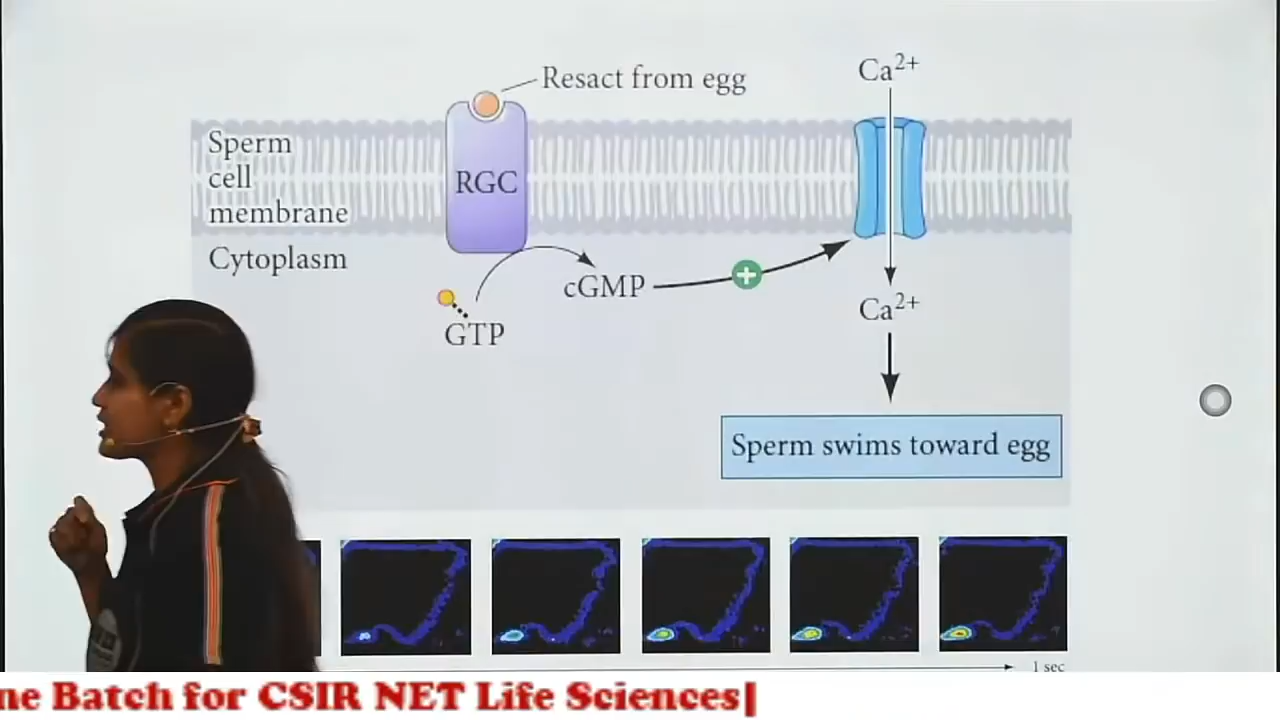 Resact from egg
Ca2+
Sperm
cell
membrane
RGC
Cytoplasm
cGMP
GTP
Ca2+
Sperm swims toward egg
1 sec
ne Batch for CSIR NET Life Sciences|